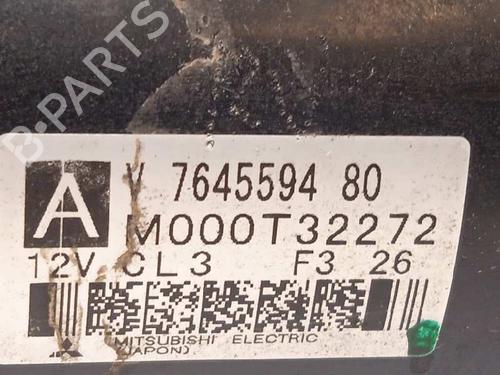 B-PARTS
A V 7645594 80
M000T32272
12V CL3 F3 26
MITSUBISHI ELECTRIC
(JAPON)